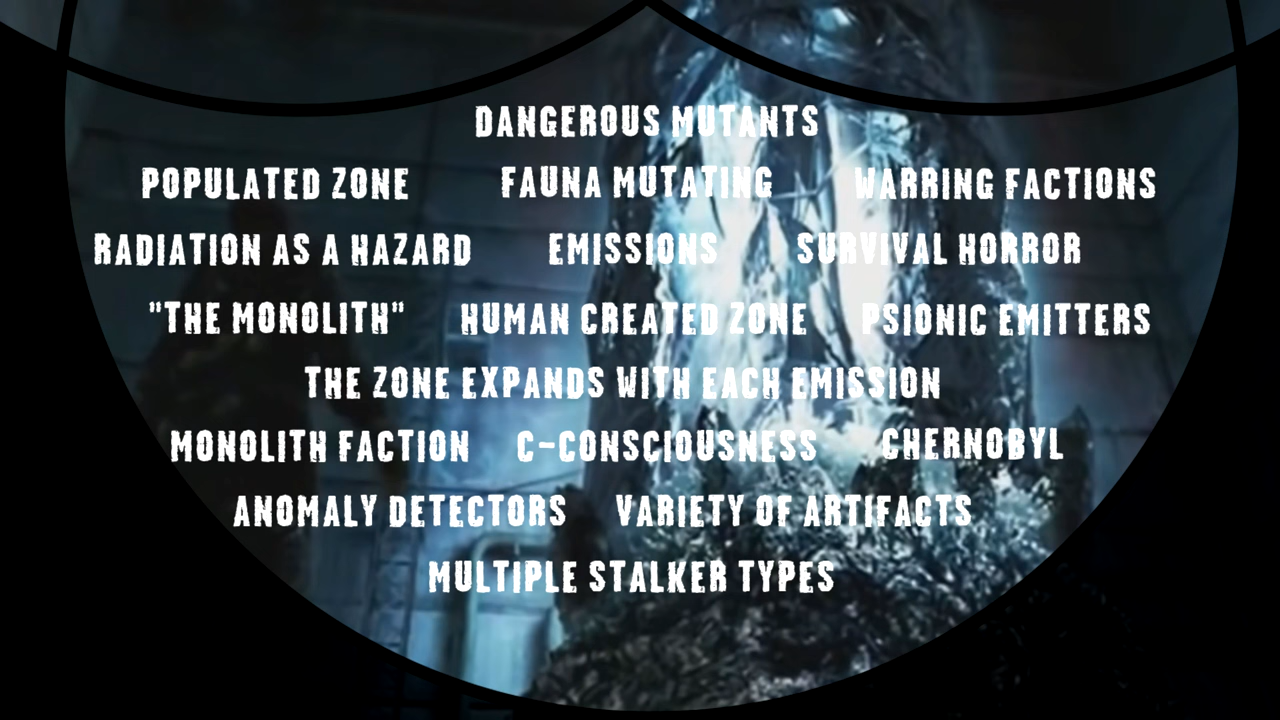 DANGEROUS MUTANTS
POPULATED ZONE FAUNA MUTATING WARRING FACTIONS
RADIATION AS A HAZARD EMISSIONS SURVIVAL HORROR
"THE MONOLITH" HUMAN CREATED ZONE PSIONIC EMITTERS
THE ZONE EXPANDS WITH EACH EMISSION
MONOLITH FACTION C-CONSCIOUSNESS CHERNOBYL
ANOMALY DETECTORS VARIETY OF ARTIFACTS
MULTIPLE STALKER TYPES